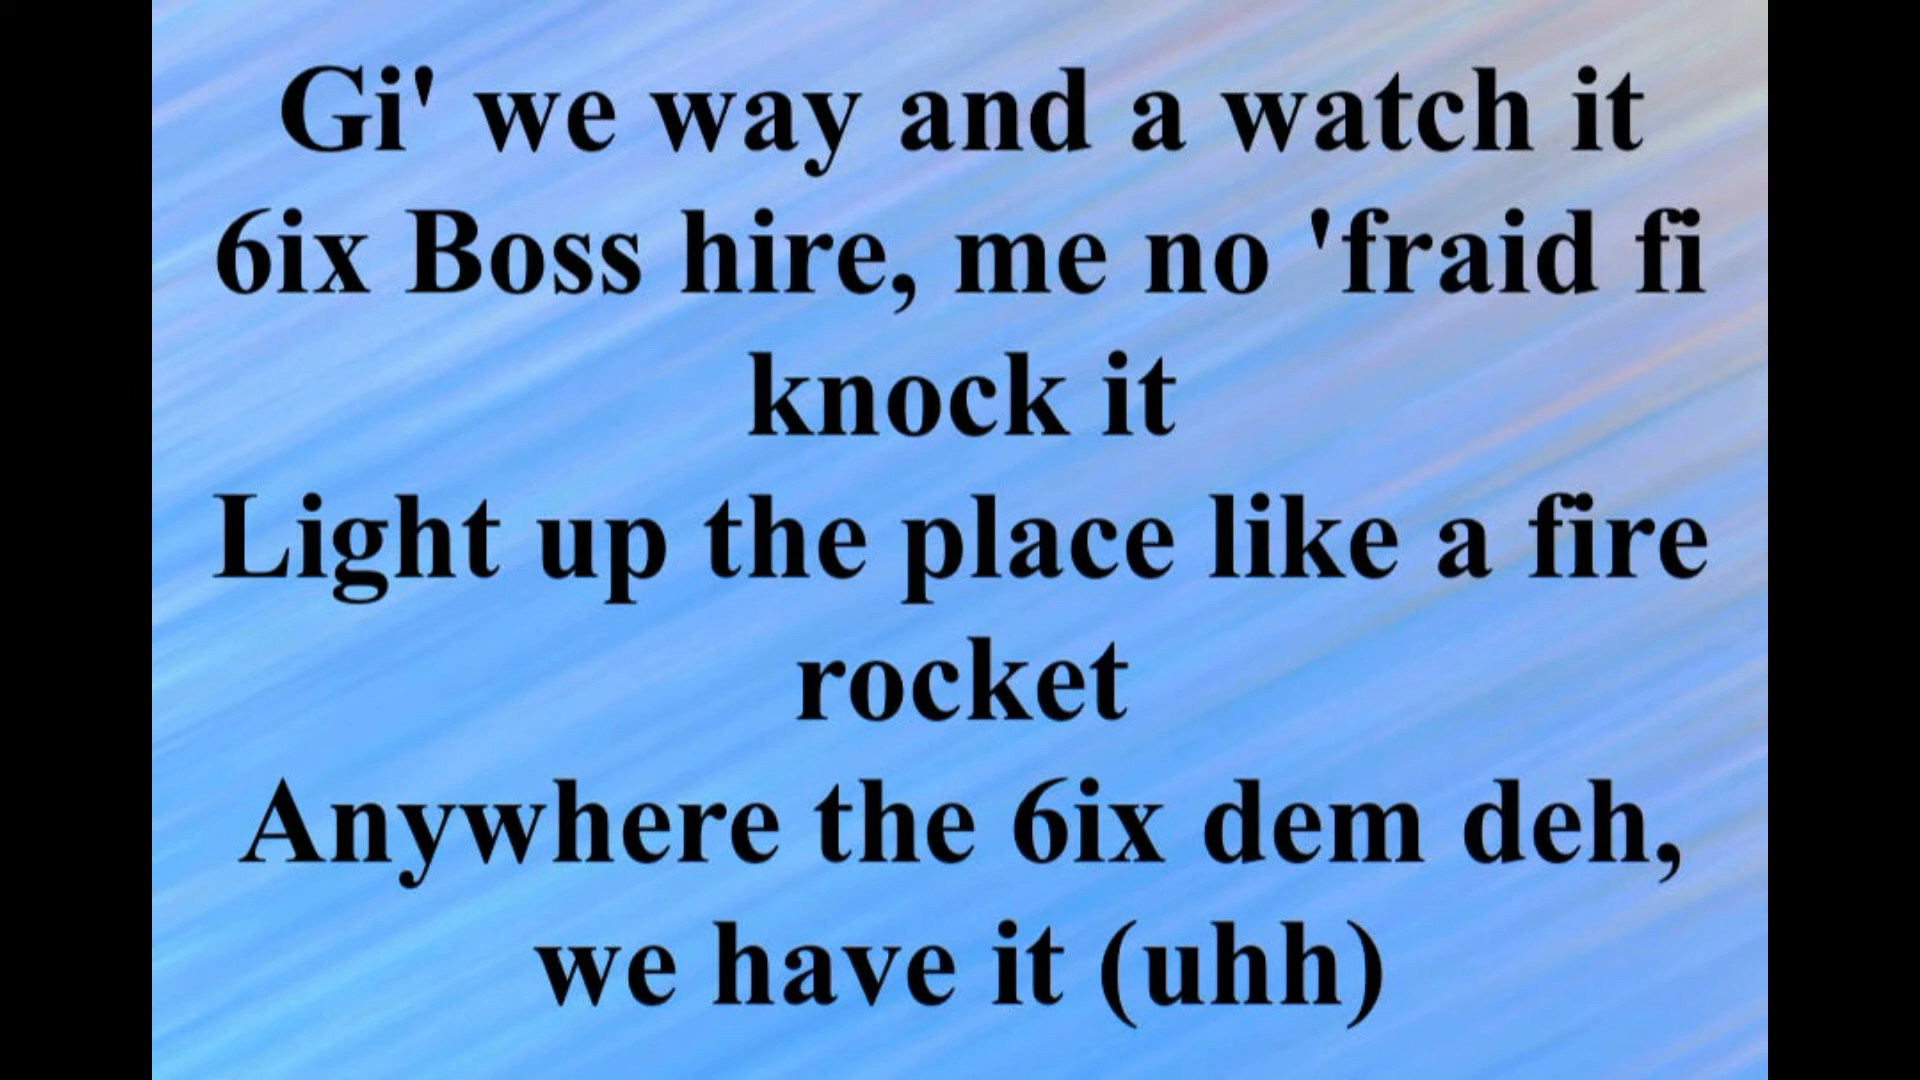 Gi' we way and a watch it
6ix Boss hire, me no 'fraid fi
knock it
Light up the place like a fire
rocket
Anywhere the 6ix dem deh,
we have it (uhh)